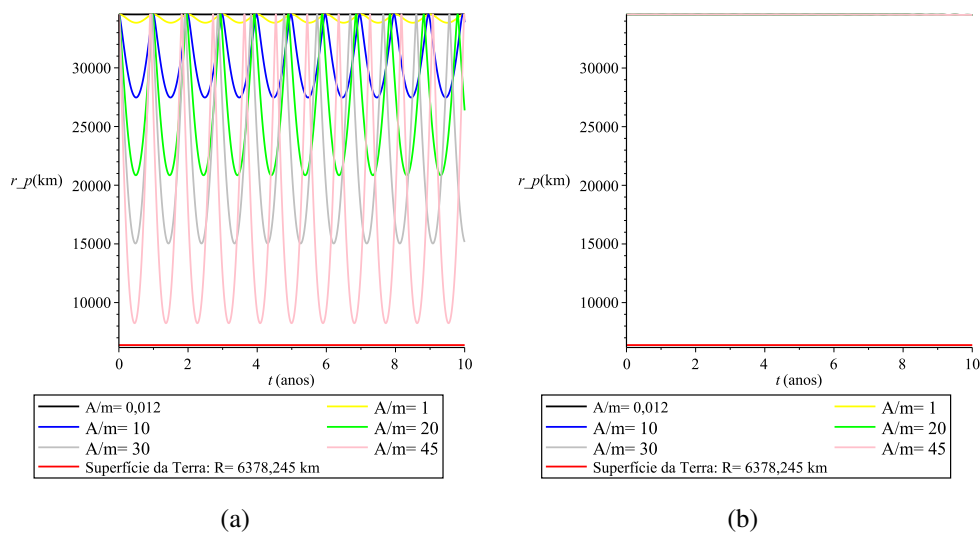 30000
25000
r_p(km)
20000
15000
10000
0 2 4 6 8 10
t (anos)
A/m= 0,012 A/m= 1
A/m= 10 A/m= 20
A/m= 30 A/m= 45
Superfície da Terra: R= 6378,245 km
(a)
30000
25000
r_p(km)
20000
15000
10000
0 2 4 6 8 10
t (anos)
A/m= 0,012 A/m= 1
A/m= 10 A/m= 20
A/m= 30 A/m= 45
Superfície da Terra: R= 6378,245 km
(b)